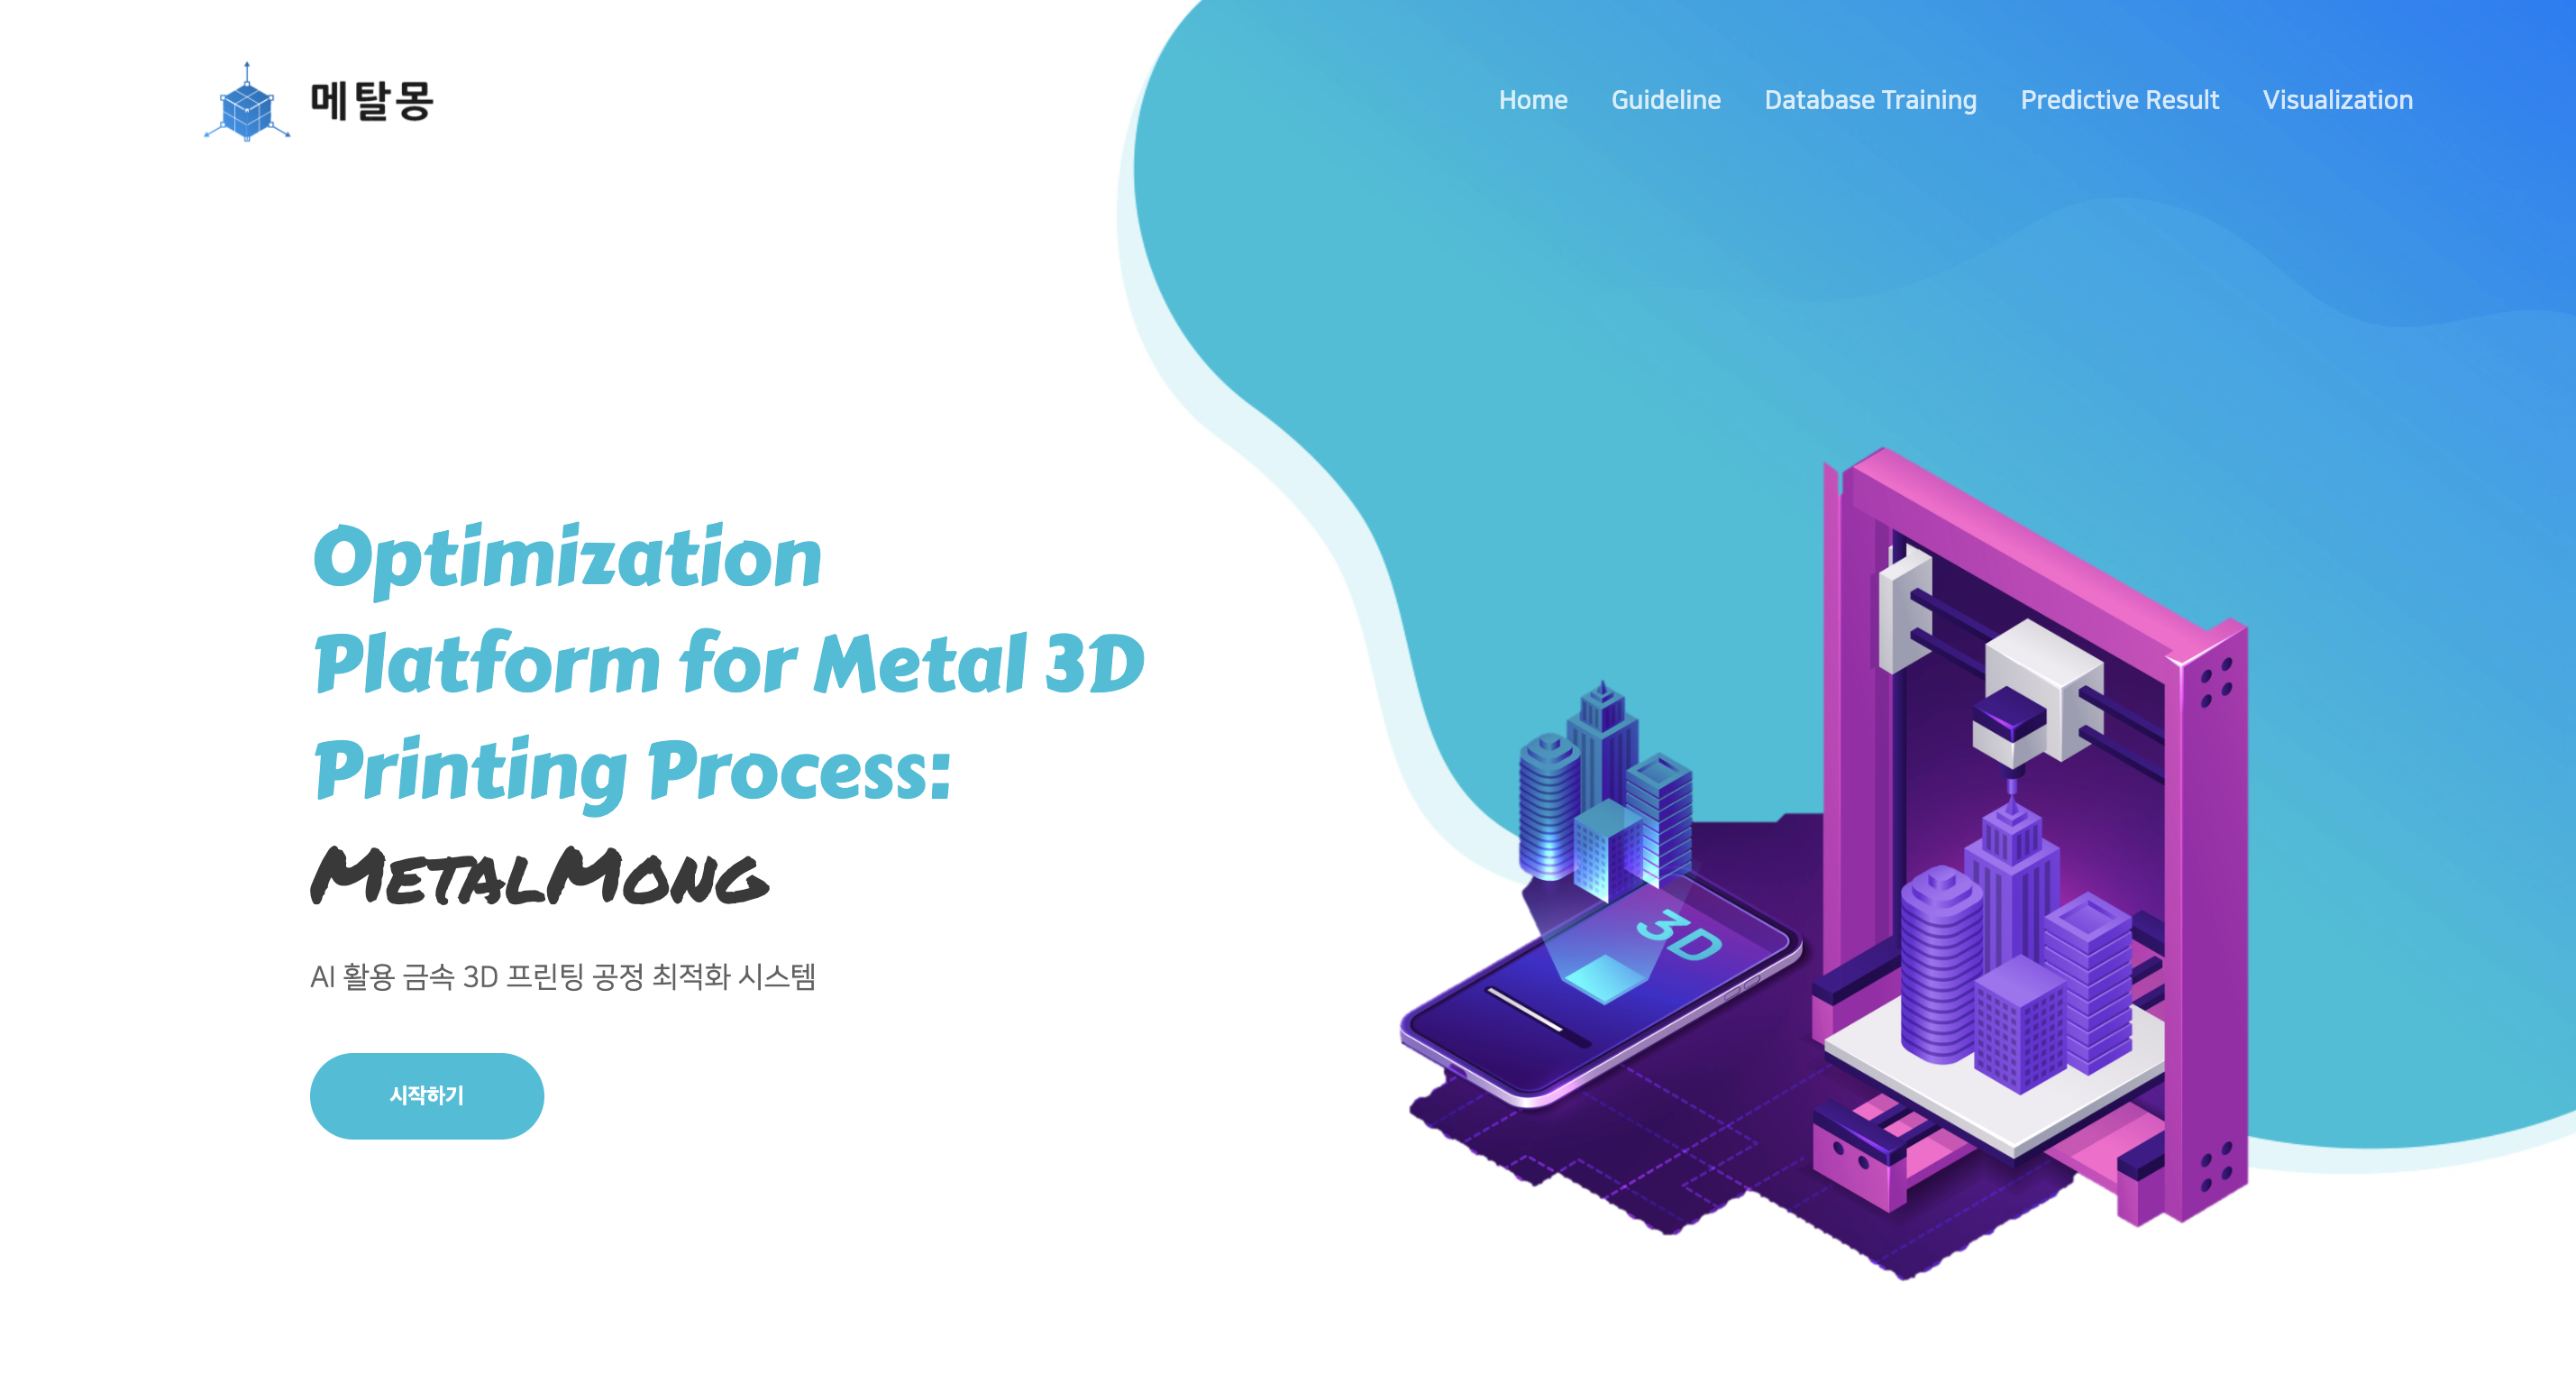 메탈몽
Home Guideline Database Training Predictive Result Visualization
Optimization
Platform for Metal 3D
Printing Process:
MetalMong
AI 활용 금속 3D 프린팅 공정 최적화 시스템
시작하기
3D